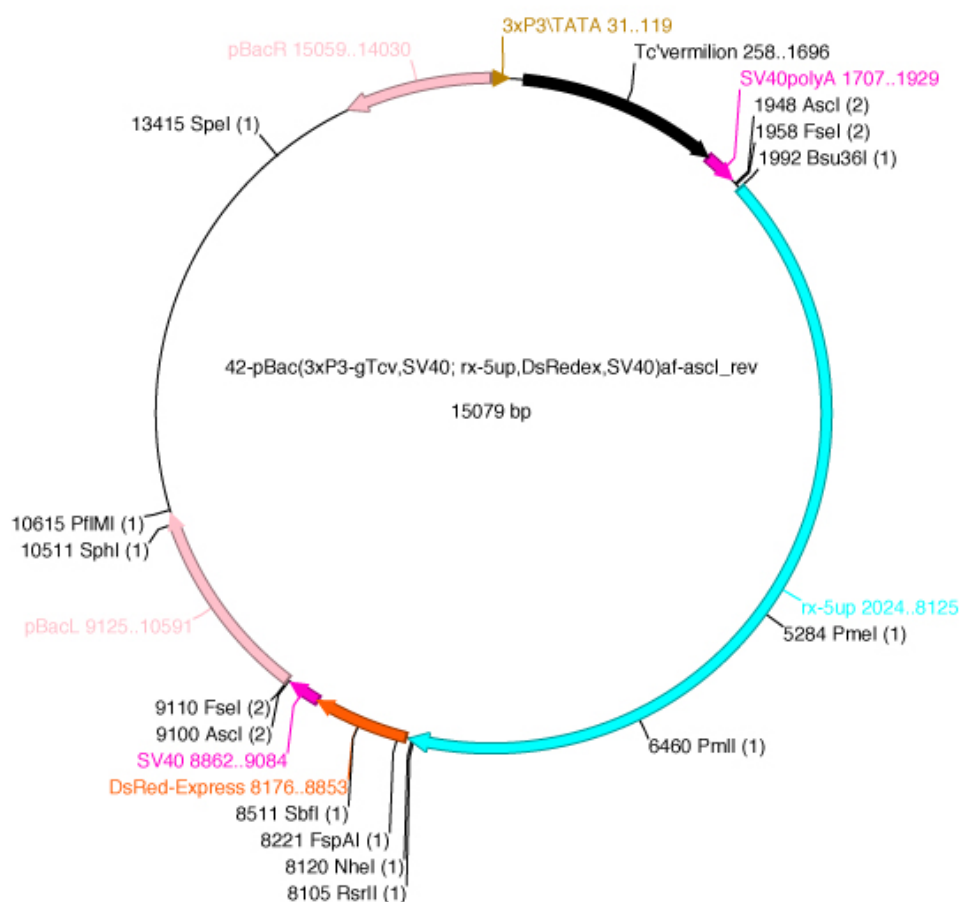 3xP3\TATA 31..119
pBacR 15059..14030
Tc'vermilion 258..1696
SV40polyA 1707..1929
1948 AscI (2)
13415 SpeI (1)
1958 FseI (2)
1992 Bsu36I (1)
42-pBac(3xP3-gTcv,SV40; rx-5up,DsRedex,SV40)af-ascI_rev
15079 bp
10615 PflMI (1)
10511 SphI (1)
rx-5up 2024..8125
pBacL 9125..10591
5284 PmeI (1)
9110 FseI (2)
9100 AscI (2)
6460 PmlI (1)
SV40 8862..9084
DsRed-Express 8176..8853
8511 SbfI (1)
8221 FspAI (1)
8120 NheI (1)
8105 RsrII (1)